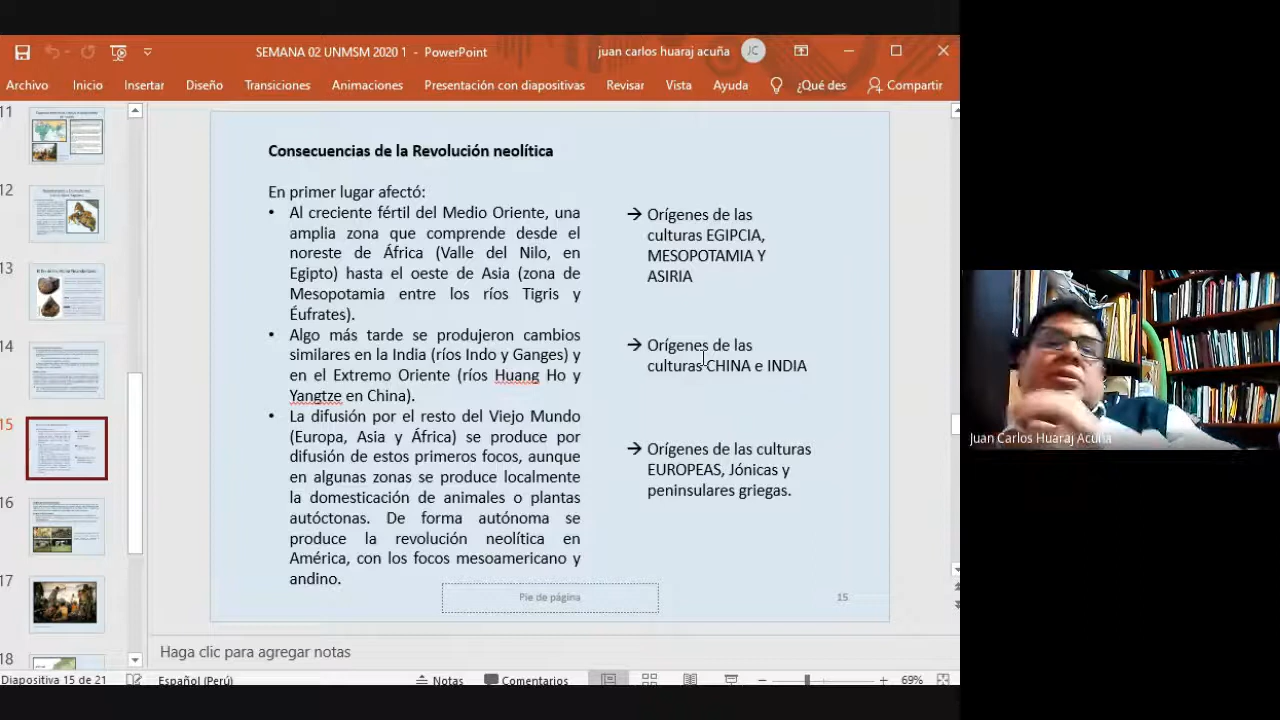 SEMANA 02 UNMSM 2020 1 - PowerPoint
juan carlos huaraj acuña
JC
Archivo Inicio Insertar Diseño Transiciones Animaciones Presentación con diapositivas Revisar Vista Ayuda ¿Qué des Compartir
11
12
13
14
15
16
17
18
Consecuencias de la Revolución neolítica
En primer lugar afectó:
• Al creciente fértil del Medio Oriente, una
amplia zona que comprende desde el
noreste de África (Valle del Nilo, en
Egipto) hasta el oeste de Asia (zona de
Mesopotamia entre los ríos Tigris y
Éufrates).
• Algo más tarde se produjeron cambios
similares en la India (ríos Indo y Ganges) y
en el Extremo Oriente (ríos Huang Ho y
Yangtze en China).
• La difusión por el resto del Viejo Mundo
(Europa, Asia y África) se produce por
difusión de estos primeros focos, aunque
en algunas zonas se produce localmente
la domesticación de animales o plantas
autóctonas. De forma autónoma se
produce la revolución neolítica en
América, con los focos mesoamericano y
andino.
→ Orígenes de las
culturas EGIPCIA,
MESOPOTAMIA Y
ASIRIA
→ Orígenes de las
culturas CHINA e INDIA
→ Orígenes de las culturas
EUROPEAS, Jónicas y
peninsulares griegas.
Pie de página
15
Haga clic para agregar notas
Diapositiva 15 de 21 Español (Perú) Notas Comentarios 69%
Juan Carlos Huaraj Acuña